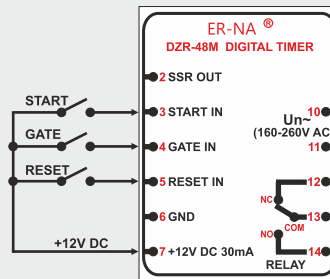 ER-NA ®
DZR-48M DIGITAL TIMER
2 SSR OUT
START
3 START IN
10
Un~
(160-260V AC
GATE
4 GATE IN
11
RESET
5 RESET IN
12
NC
6 GND
13
COM
NO
+12V DC
7 +12V DC 30mA
14
RELAY